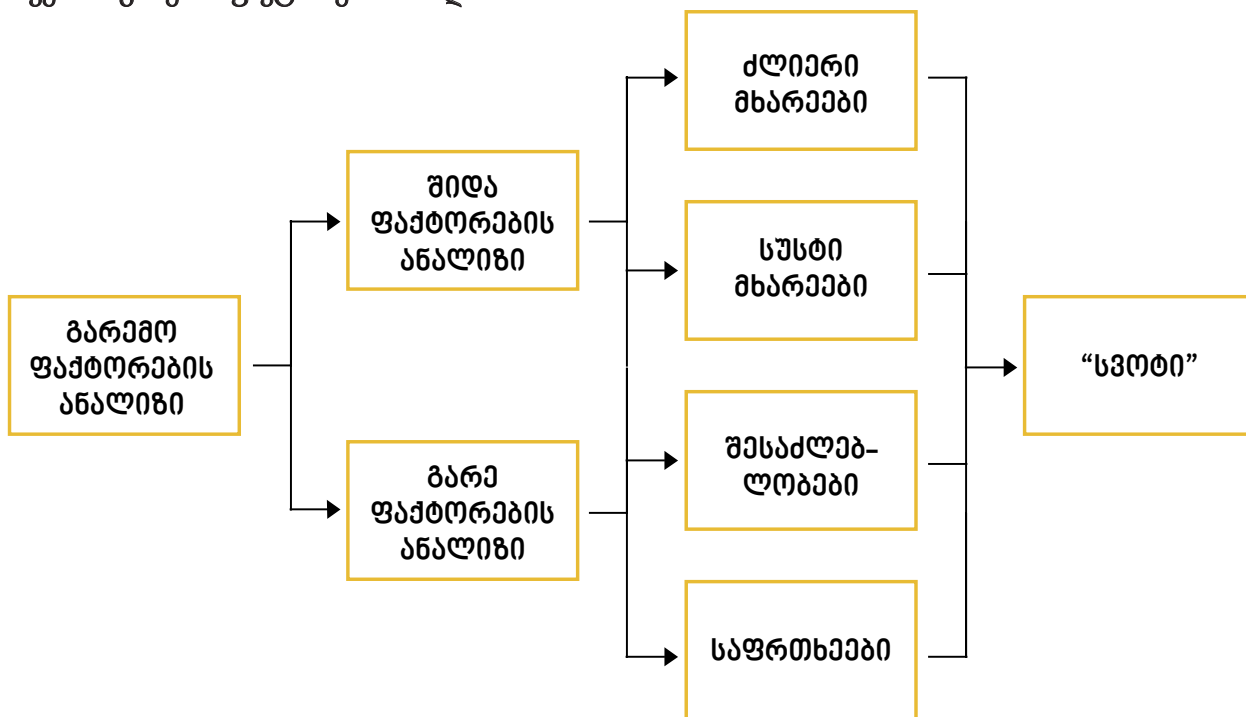 ძლიერი
მხარეები
შიდა
ფაქტორების
ანალიზი
სუსტი
მხარეები
გარემო
ფაქტორების
ანალიზი
“სვოტი”
შესაძლებ-
ლობები
გარე
ფაქტორების
ანალიზი
საფრთხეები